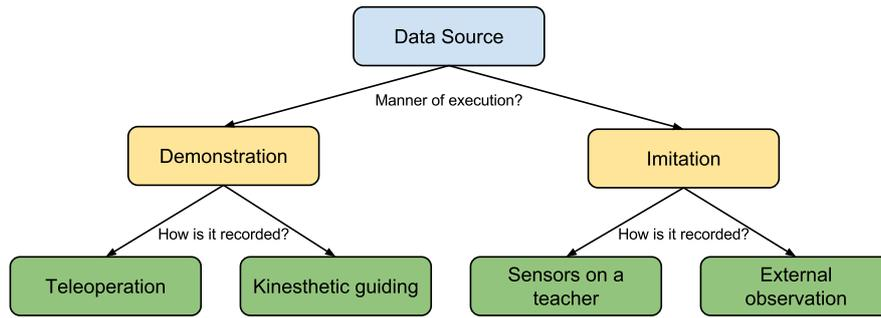 Data Source
Manner of execution?
Demonstration
Imitation
How is it recorded?
How is it recorded?
Teleoperation
Kinesthetic guiding
Sensors on a
teacher
External
observation